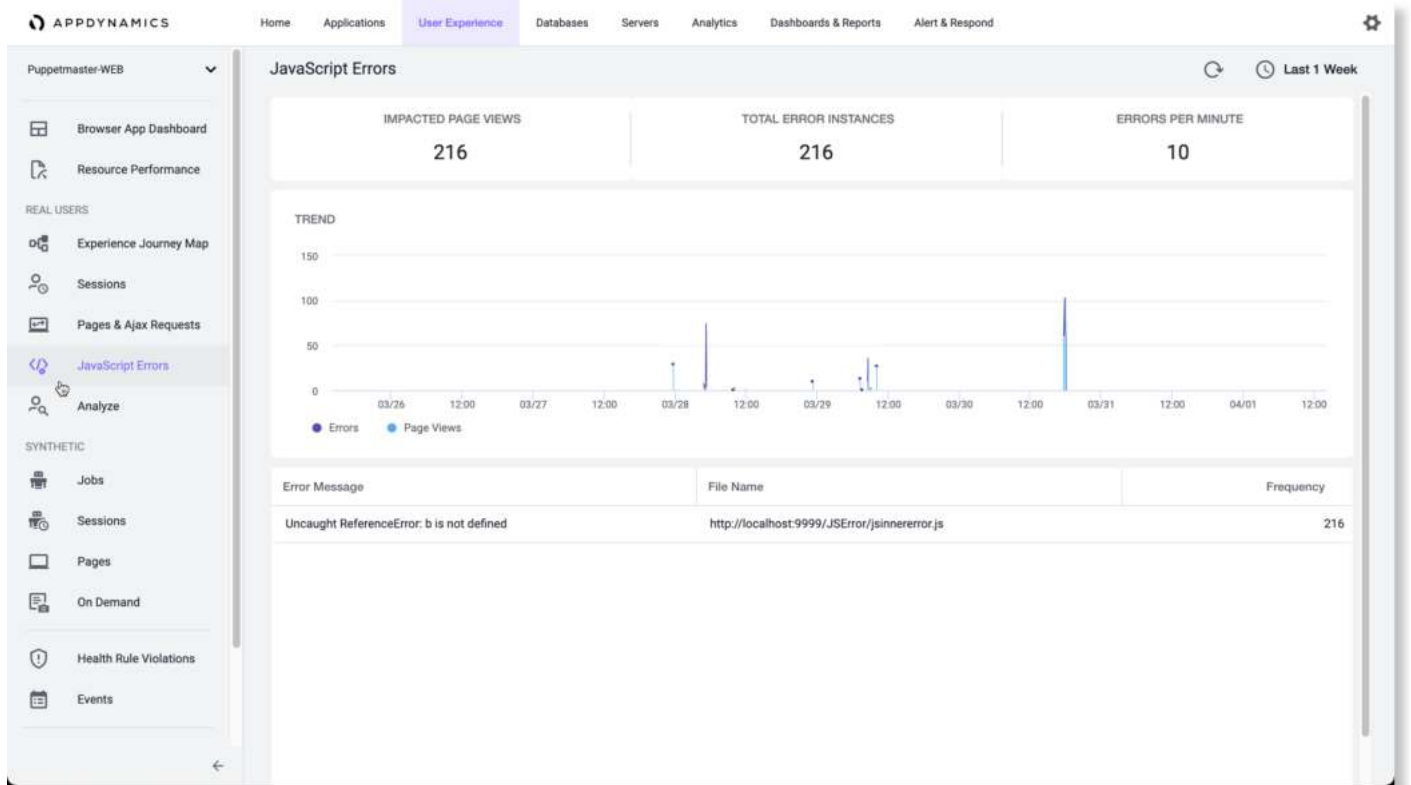 APPDYNAMICS
Home Applications User Experience Databases Servers Analytics Dashboards & Reports Alert & Respond
Puppetmaster-WEB
Browser App Dashboard
Resource Performance
REAL USERS
Experience Journey Map
Sessions
Pages & Ajax Requests
JavaScript Errors
Analyze
SYNTHETIC
Jobs
Sessions
Pages
On Demand
Health Rule Violations
Events
JavaScript Errors
Last 1 Week
IMPACTED PAGE VIEWS
216
TOTAL ERROR INSTANCES
216
ERRORS PER MINUTE
10
TREND
150
100
50
0
03/26 12:00 03/27 12:00 03/28 12:00 03/29 12:00 03/30 12:00 03/31 12:00 04/01 12:00
Errors Page Views
Error Message File Name Frequency
Uncaught ReferenceError: b is not defined http://localhost:9999/JSError/jsinnererror.js 216